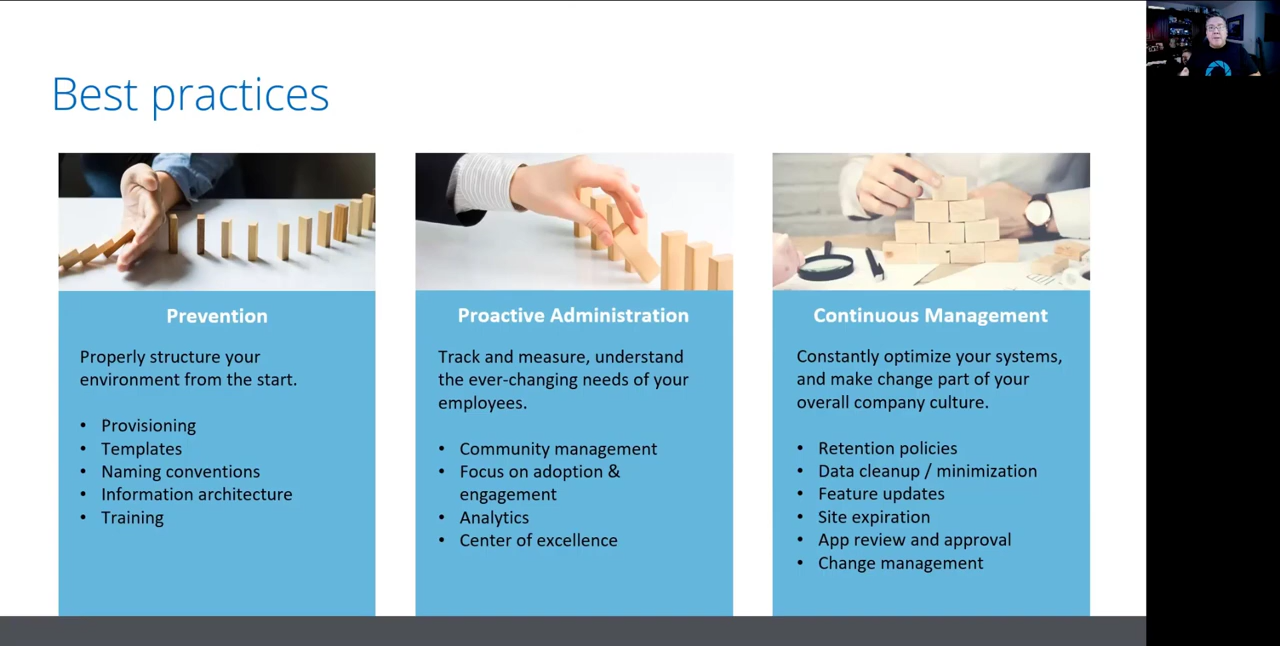 Best practices
Prevention
Properly structure your
environment from the start.
• Provisioning
• Templates
• Naming conventions
• Information architecture
• Training
Proactive Administration
Track and measure, understand
the ever-changing needs of your
employees.
• Community management
• Focus on adoption &
engagement
• Analytics
• Center of excellence
Continuous Management
Constantly optimize your systems,
and make change part of your
overall company culture.
• Retention policies
• Data cleanup / minimization
• Feature updates
• Site expiration
• App review and approval
• Change management